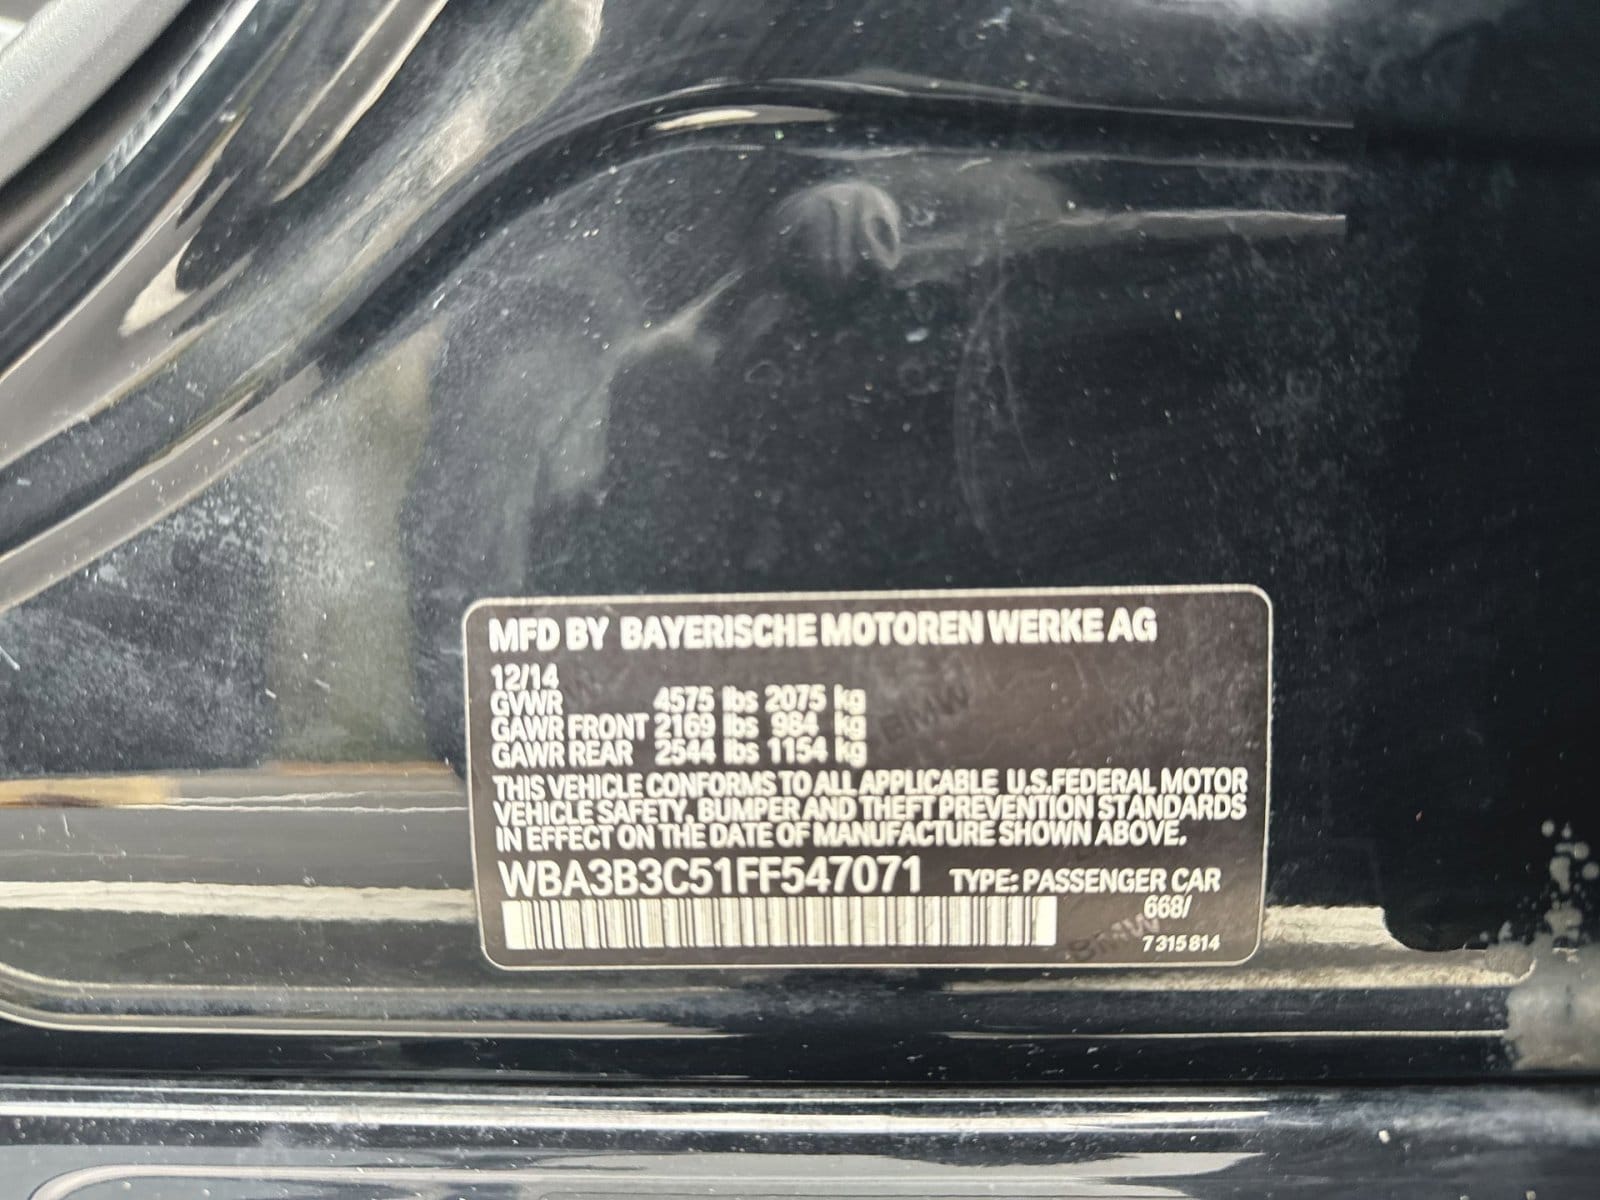 MFD BY BAYERISCHE MOTOREN WERKE AG
12/14
GVWR 4575 lbs 2075 kg
GAWR FRONT 2169 lbs 984 kg
GAWR REAR 2544 lbs 1154 kg
THIS VEHICLE CONFORMS TO ALL APPLICABLE U.S.FEDERAL MOTOR
VEHICLE SAFETY, BUMPER AND THEFT PREVENTION STANDARDS
IN EFFECT ON THE DATE OF MANUFACTURE SHOWN ABOVE.
WBA3B3C51FF547071 TYPE: PASSENGER CAR
668/
7 315 814
BMW
BMW
BMW